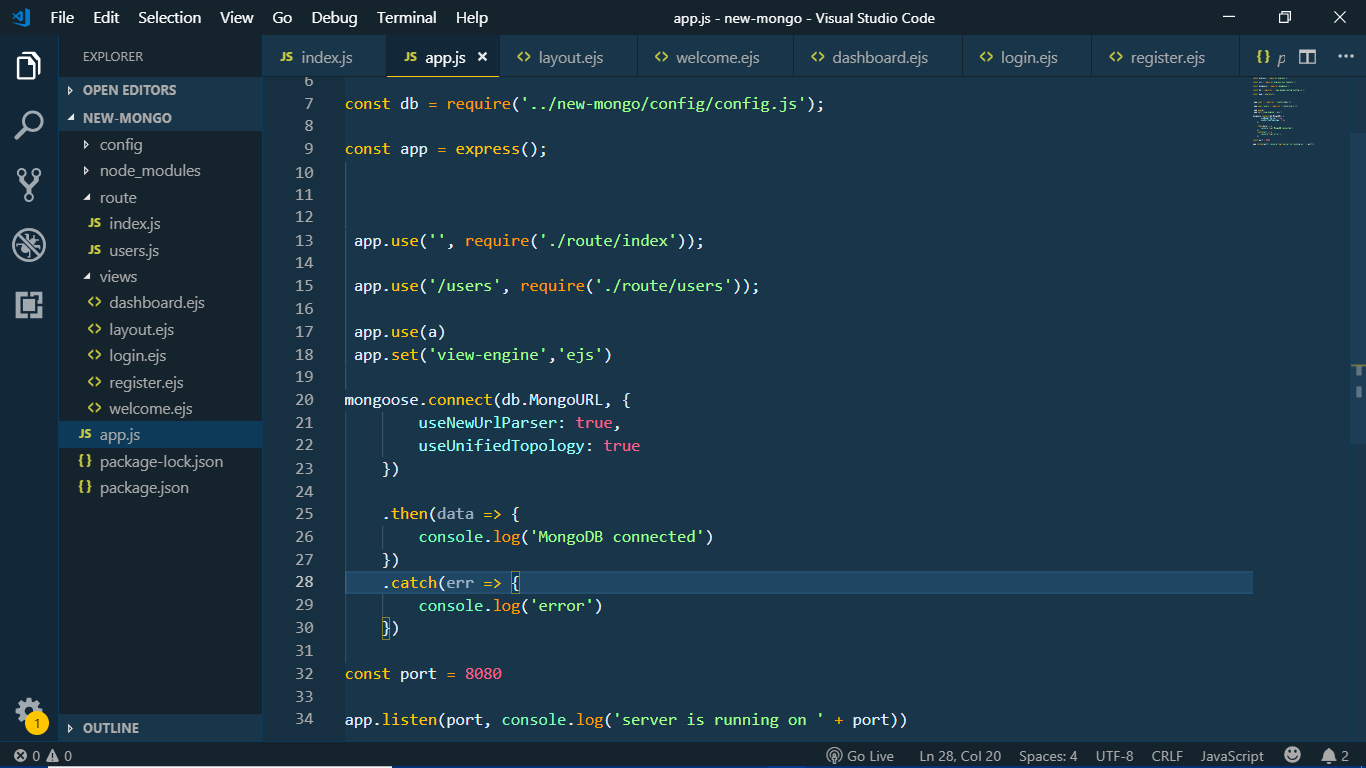 File Edit Selection View Go Debug Terminal Help
app.js - new-mongo - Visual Studio Code
EXPLORER
OPEN EDITORS
NEW-MONGO
config
node_modules
route
JS index.js
JS users.js
views
<> dashboard.ejs
<> layout.ejs
<> login.ejs
<> register.ejs
<> welcome.ejs
JS app.js
{} package-lock.json
{} package.json
OUTLINE
1
JS index.js
JS app.js ×
<> layout.ejs
<> welcome.ejs
<> dashboard.ejs
<> login.ejs
<> register.ejs
{} p
6
7 const db = require('../new-mongo/config/config.js');
8
9 const app = express();
10
11
12
13 app.use('', require('./route/index'));
14
15 app.use('/users', require('./route/users'));
16
17 app.use(a)
18 app.set('view-engine','ejs')
19
20 mongoose.connect(db.MongoURL, {
21 useNewUrlParser: true,
22 useUnifiedTopology: true
23 })
24
25 .then(data => {
26 console.log('MongoDB connected')
27 })
28 .catch(err => {
29 console.log('error')
30 })
31
32 const port = 8080
33
34 app.listen(port, console.log('server is running on ' + port))
0 0
Go Live Ln 28, Col 20 Spaces: 4 UTF-8 CRLF JavaScript 2